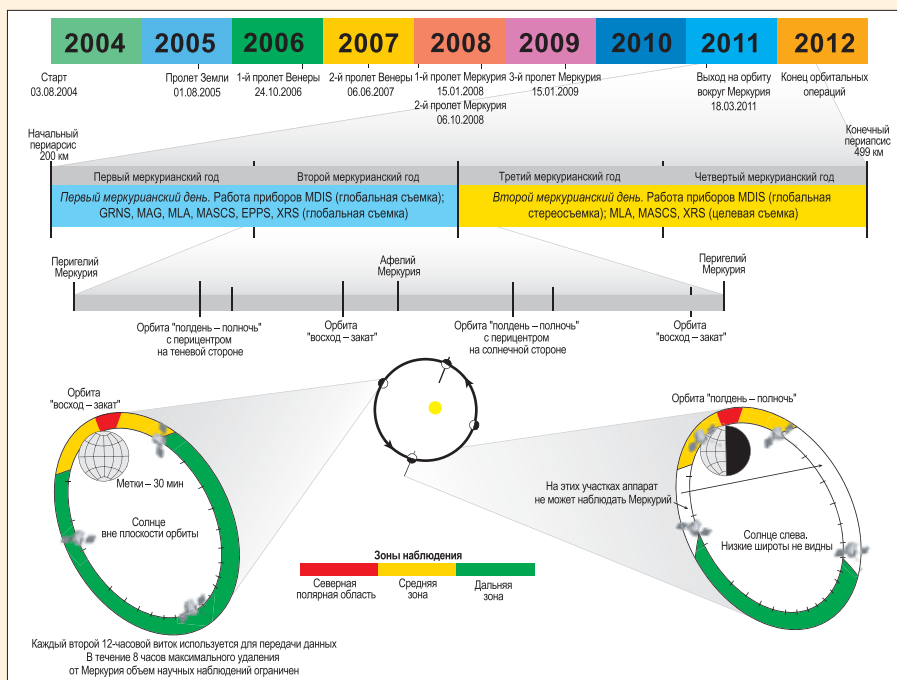 2004 2005 2006 2007 2008 2009 2010 2011 2012
Старт
03.08.2004
Пролет Земли
01.08.2005
1-й пролет Венеры
24.10.2006
2-й пролет Венеры
06.06.2007
1-й пролет Меркурия
15.01.2008
2-й пролет Меркурия
06.10.2008
3-й пролет Меркурия
15.01.2009
Выход на орбиту
вокруг Меркурия
18.03.2011
Конец орбитальных
операций
Начальный
периарсис
200 км
Конечный
периапсис
499 км
Первый меркурианский год
Второй меркурианский год
Третий меркурианский год
Четвертый меркурианский год
Первый меркурианский день. Работа приборов MDIS (глобальная съемка);
GRNS, MAG, MLA, MASCS, EPPS, XRS (глобальная съемка)
Второй меркурианский день. Работа приборов MDIS (глобальная
стереосъемка); MLA, MASCS, XRS (целевая съемка)
Перигелий
Меркурия
Афелий
Меркурия
Перигелий
Меркурия
Орбита "полдень – полночь"
с перицентром
на теневой стороне
Орбита
"восход – закат"
Орбита "полдень – полночь"
с перицентром
на солнечной стороне
Орбита
"восход – закат"
Орбита
"восход – закат"
Метки – 30 мин
Солнце
вне плоскости орбиты
Орбита "полдень – полночь"
На этих участках аппарат
не может наблюдать Меркурий
Солнце слева.
Низкие широты не видны
Зоны наблюдения
Северная
полярная область
Средняя
зона
Дальняя
зона
Каждый второй 12-часовой виток используется для передачи данных
В течение 8 часов максимального удаления
от Меркурия объем научных наблюдений ограничен